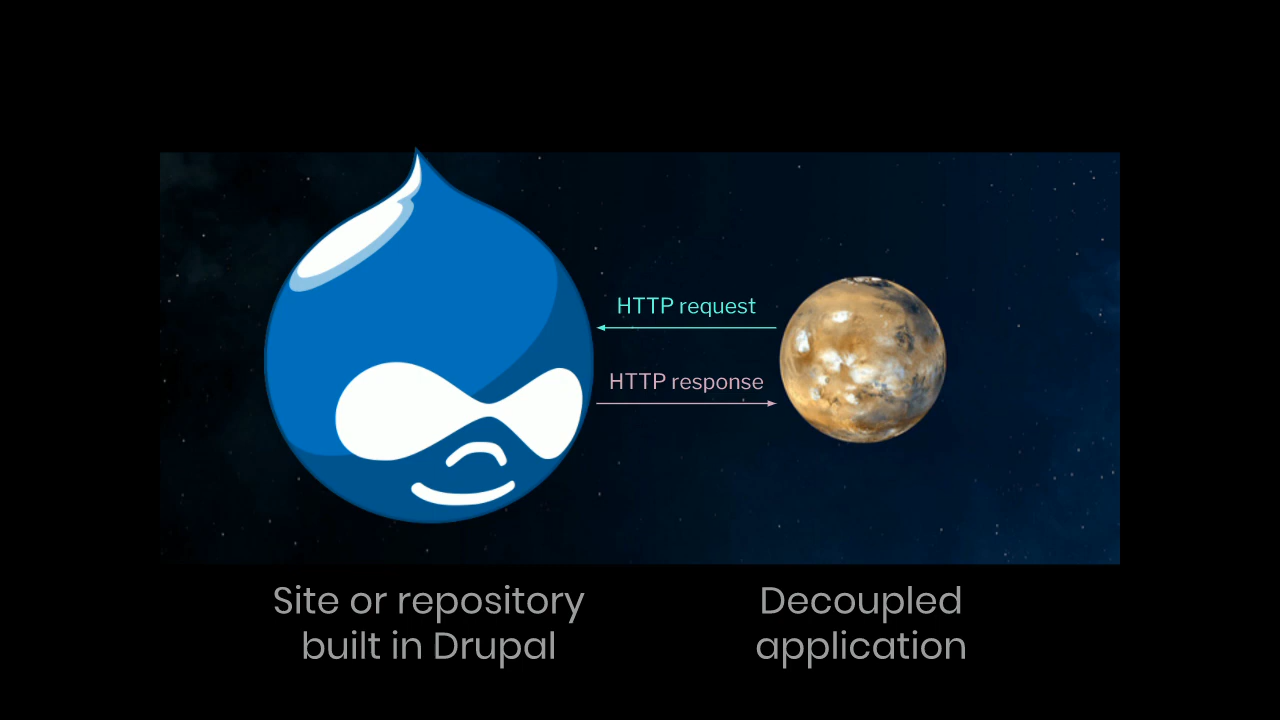 HTTP request
HTTP response
Site or repository
built in Drupal
Decoupled
application